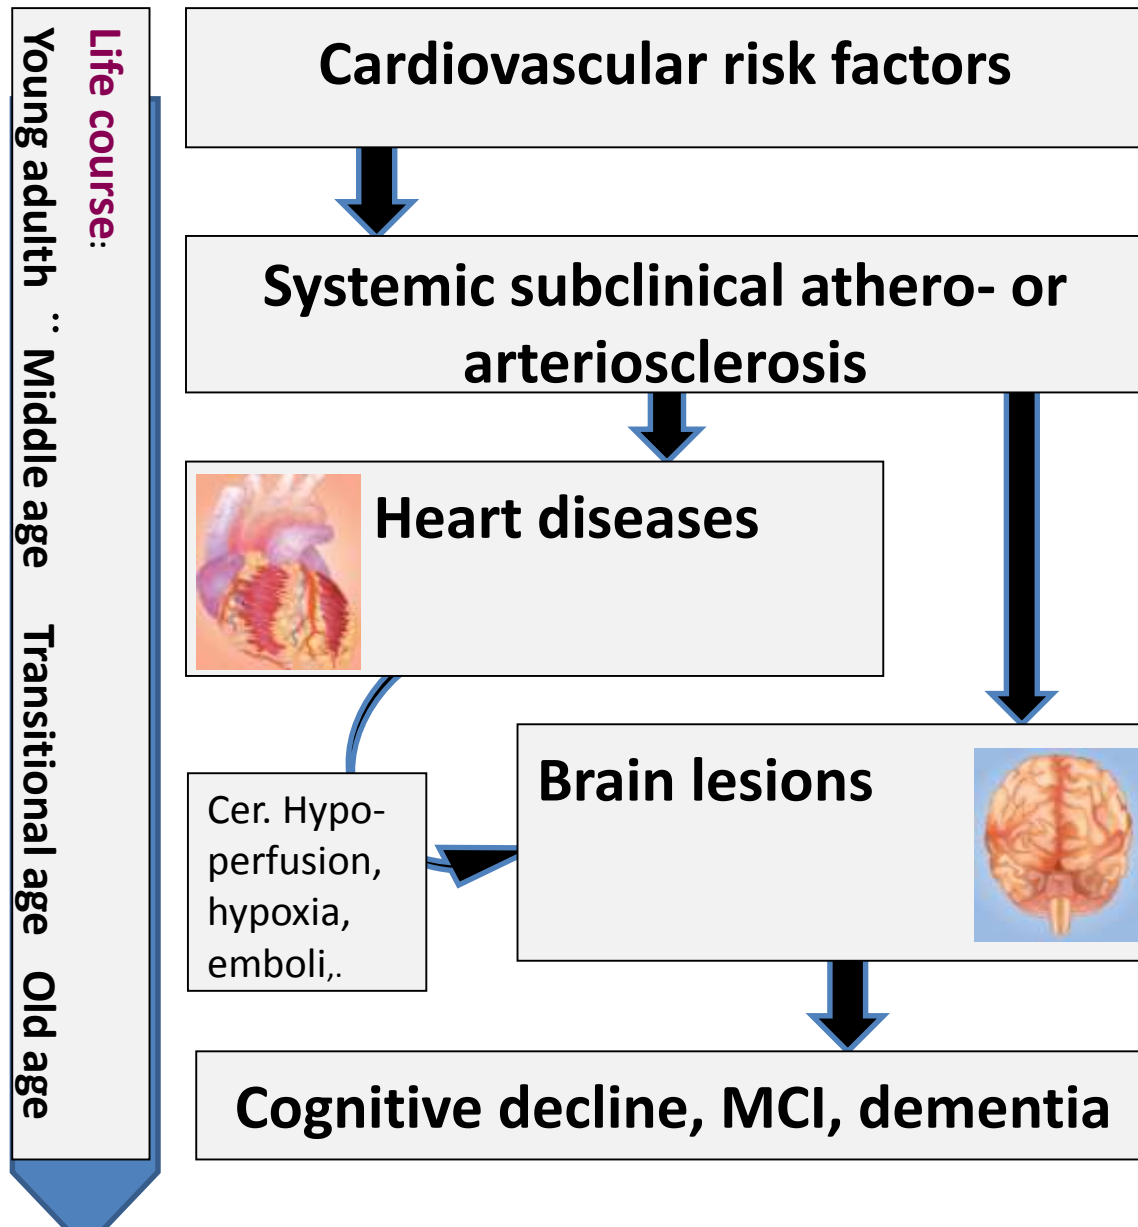 Life course:
Young adulth ¨ Middle age Transitional age Old age
Cardiovascular risk factors
Systemic subclinical athero- or
arteriosclerosis
Heart diseases
Brain lesions
Cer. Hypo-
perfusion,
hypoxia,
emboli,.
Cognitive decline, MCI, dementia